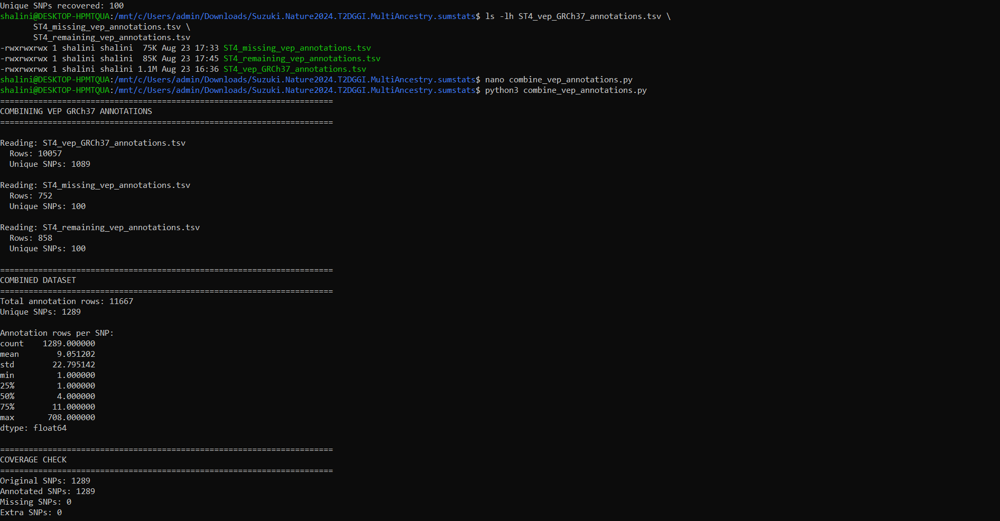 Unique SNPs recovered: 100
shalini@DESKTOP-HPMTQUA:/mnt/c/Users/admin/Downloads/Suzuki.Nature2024.T2DGGI.MultiAncestry.sumstats$ ls -lh ST4_vep_GRCh37_annotations.tsv \
       ST4_missing_vep_annotations.tsv \
       ST4_remaining_vep_annotations.tsv
-rwxrwxrwx 1 shalini shalini  75K Aug 23 17:33 ST4_missing_vep_annotations.tsv
-rwxrwxrwx 1 shalini shalini  85K Aug 23 17:45 ST4_remaining_vep_annotations.tsv
-rwxrwxrwx 1 shalini shalini 1.1M Aug 23 16:36 ST4_vep_GRCh37_annotations.tsv
shalini@DESKTOP-HPMTQUA:/mnt/c/Users/admin/Downloads/Suzuki.Nature2024.T2DGGI.MultiAncestry.sumstats$ nano combine_vep_annotations.py
shalini@DESKTOP-HPMTQUA:/mnt/c/Users/admin/Downloads/Suzuki.Nature2024.T2DGGI.MultiAncestry.sumstats$ python3 combine_vep_annotations.py
======================================================================
COMBINING VEP GRCh37 ANNOTATIONS
======================================================================

Reading: ST4_vep_GRCh37_annotations.tsv
  Rows: 10057
  Unique SNPs: 1089

Reading: ST4_missing_vep_annotations.tsv
  Rows: 752
  Unique SNPs: 100

Reading: ST4_remaining_vep_annotations.tsv
  Rows: 858
  Unique SNPs: 100

======================================================================
COMBINED DATASET
======================================================================
Total annotation rows: 11667
Unique SNPs: 1289

Annotation rows per SNP:
count    1289.000000
mean        9.051202
std        22.795142
min         1.000000
25%         1.000000
50%         4.000000
75%        11.000000
max       708.000000
dtype: float64

======================================================================
COVERAGE CHECK
======================================================================
Original SNPs: 1289
Annotated SNPs: 1289
Missing SNPs: 0
Extra SNPs: 0